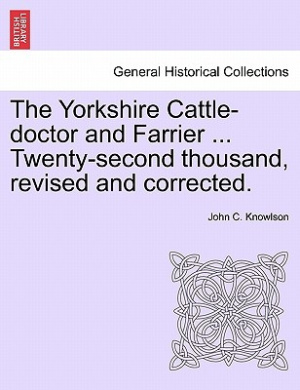 BRITISH
LIBRARY
General Historical Collections
The Yorkshire Cattle-
doctor and Farrier ...
Twenty-second thousand,
revised and corrected.
John C. Knowlson